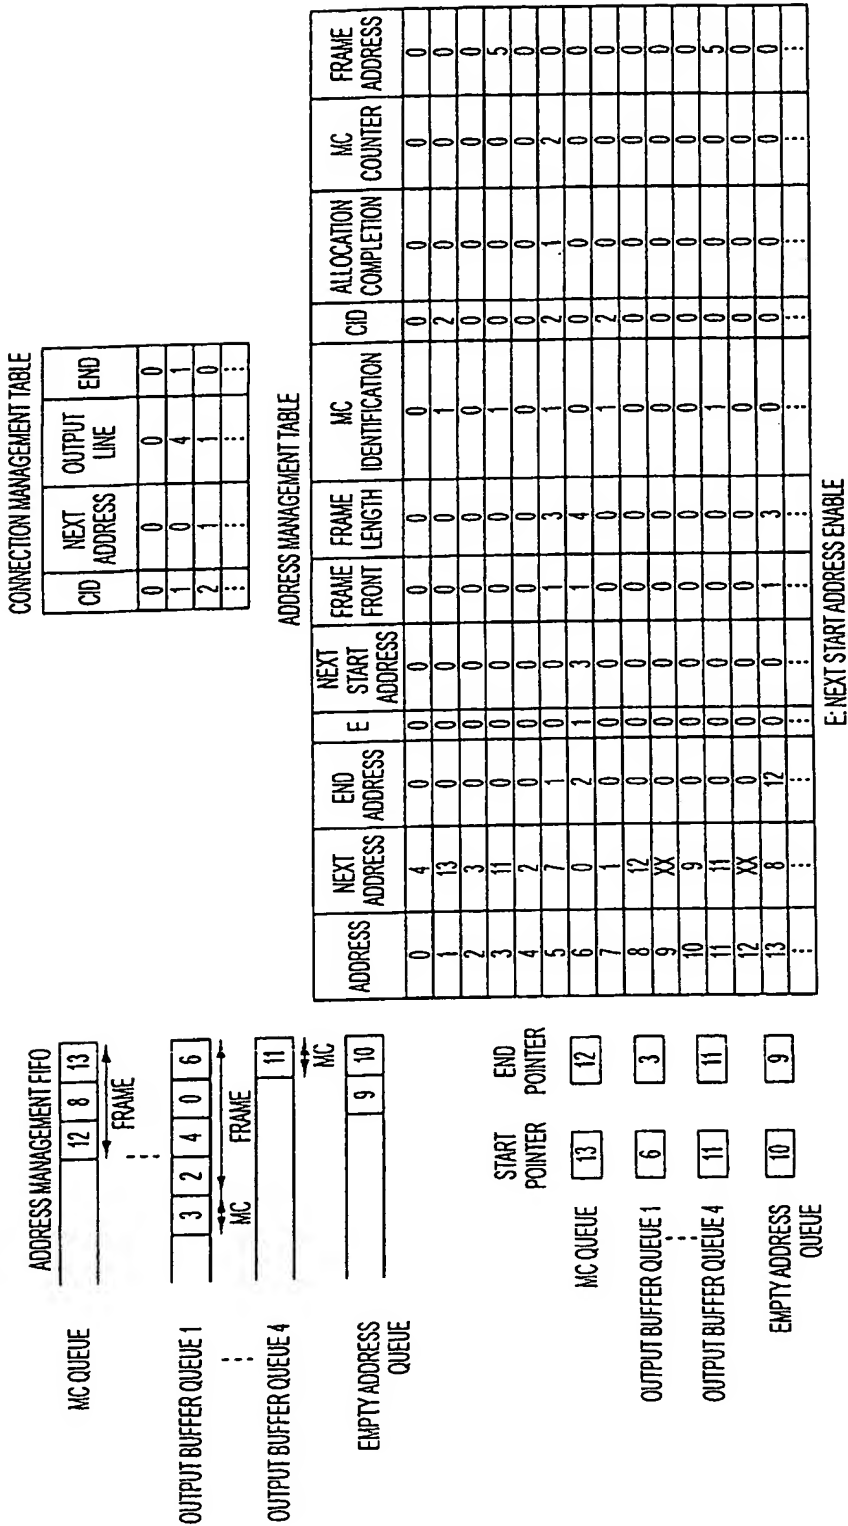 ADDRESS MANAGEMENT FIFO
MC QUEUE
12 8 13
FRAME
OUTPUT BUFFER QUEUE 1
3 2 4 0 6
MC FRAME
OUTPUT BUFFER QUEUE 4
11
MC
EMPTY ADDRESS QUEUE
9 10
START POINTER END POINTER
MC QUEUE 13 12
OUTPUT BUFFER QUEUE 1 6 3
OUTPUT BUFFER QUEUE 4 11 11
EMPTY ADDRESS QUEUE 10 9
CONNECTION MANAGEMENT TABLE
CID NEXT ADDRESS OUTPUT LINE END
0 0 0 0
1 0 4 1
2 1 1 0
ADDRESS MANAGEMENT TABLE
ADDRESS NEXT ADDRESS END ADDRESS E NEXT START ADDRESS FRAME FRONT FRAME LENGTH MC IDENTIFICATION CID ALLOCATION COMPLETION MC COUNTER FRAME ADDRESS
0 4 0 0 0 0 0 0 0 0 0 0
1 13 0 0 0 0 0 1 2 0 0 0
2 3 0 0 0 0 0 0 0 0 0 0
3 11 0 0 0 0 0 1 0 0 0 5
4 2 0 0 0 0 0 0 0 0 0 0
5 7 1 0 0 1 3 1 2 1 2 0
6 0 2 1 3 1 4 0 0 0 0 0
7 1 0 0 0 0 0 1 2 0 0 0
8 12 0 0 0 0 0 0 0 0 0 0
9 XX 0 0 0 0 0 0 0 0 0 0
10 9 0 0 0 0 0 0 0 0 0 0
11 11 0 0 0 0 0 1 0 0 0 5
12 XX 0 0 0 0 0 0 0 0 0 0
13 8 12 0 0 1 3 0 0 0 0 0
E: NEXT START ADDRESS ENABLE